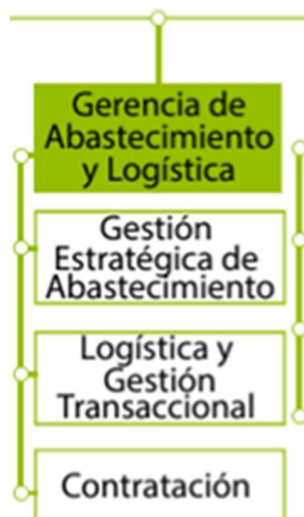 Gerencia de
Abastecimiento
y Logística
Gestión
Estratégica de
Abastecimiento
Logística y
Gestión
Transaccional
Contratación